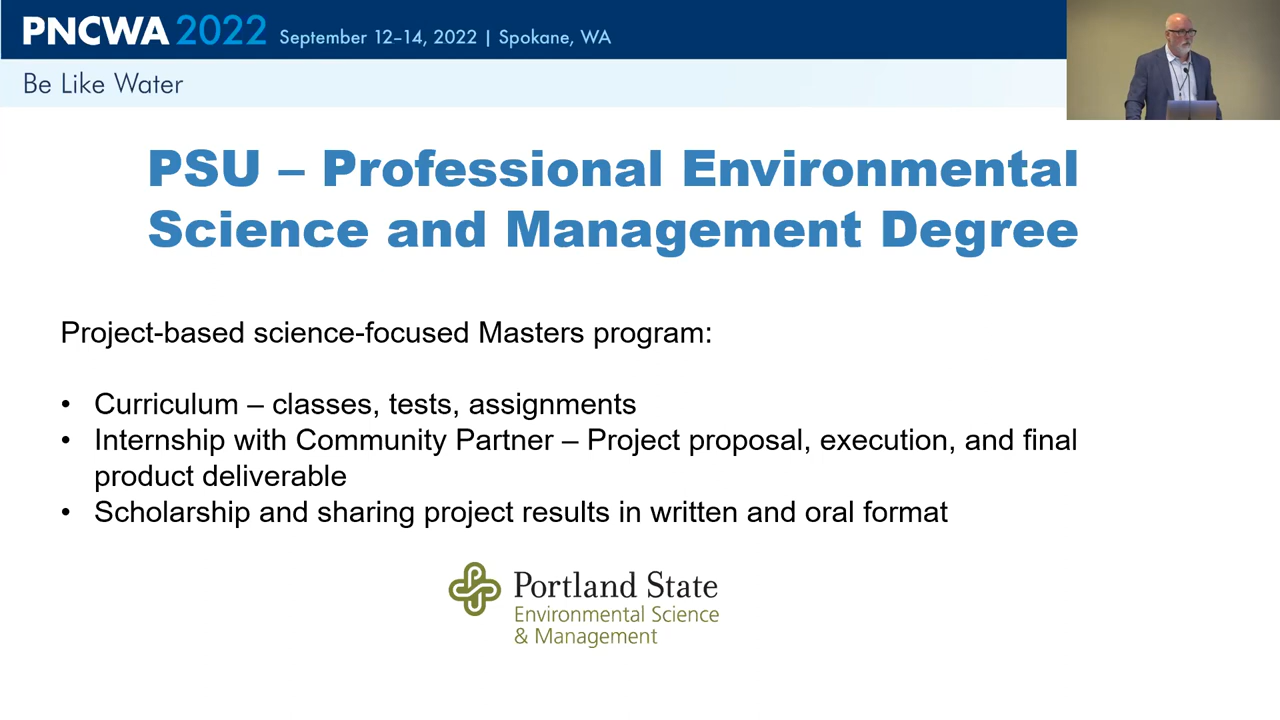 PNCWA 2022 September 12–14, 2022 | Spokane, WA
Be Like Water
PSU – Professional Environmental
Science and Management Degree
Project-based science-focused Masters program:
• Curriculum – classes, tests, assignments
• Internship with Community Partner – Project proposal, execution, and final
product deliverable
• Scholarship and sharing project results in written and oral format
Portland State
Environmental Science
& Management